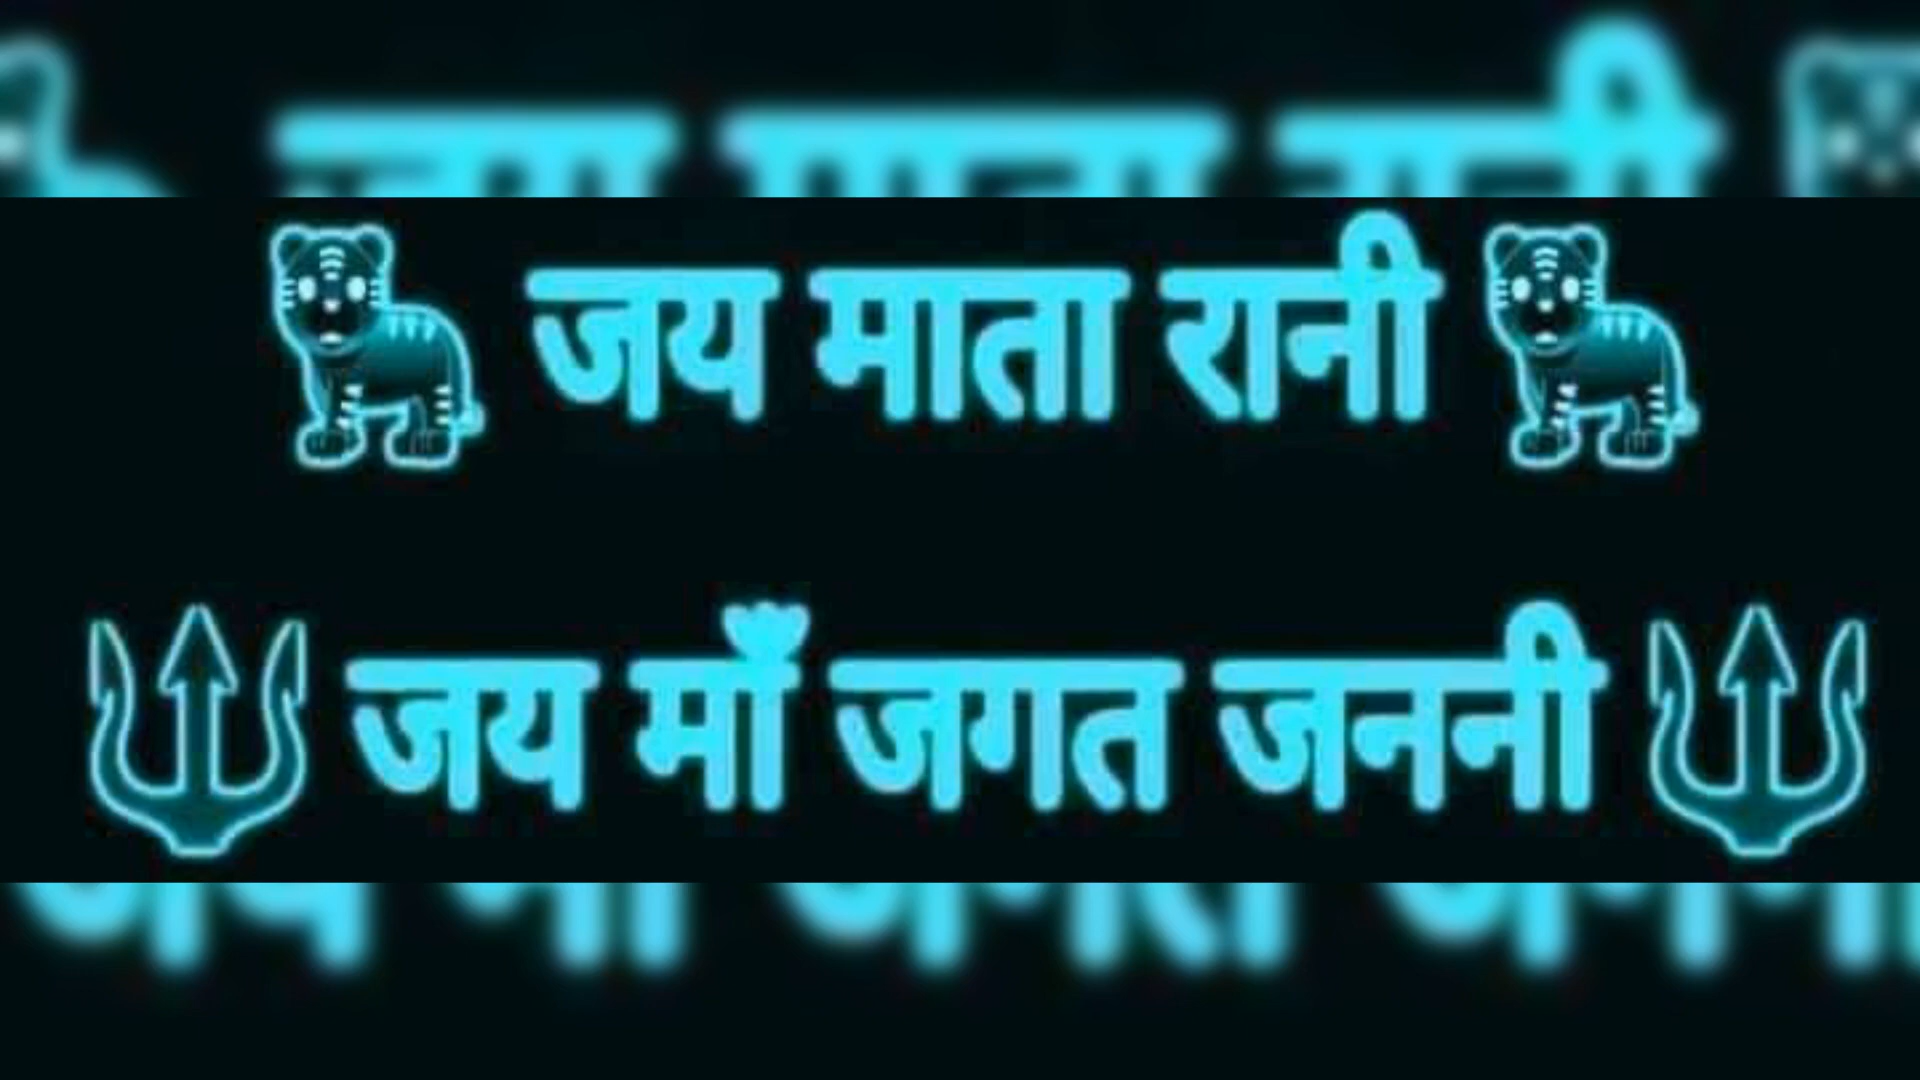 जय माता रानी
जय माँ जगत जननी